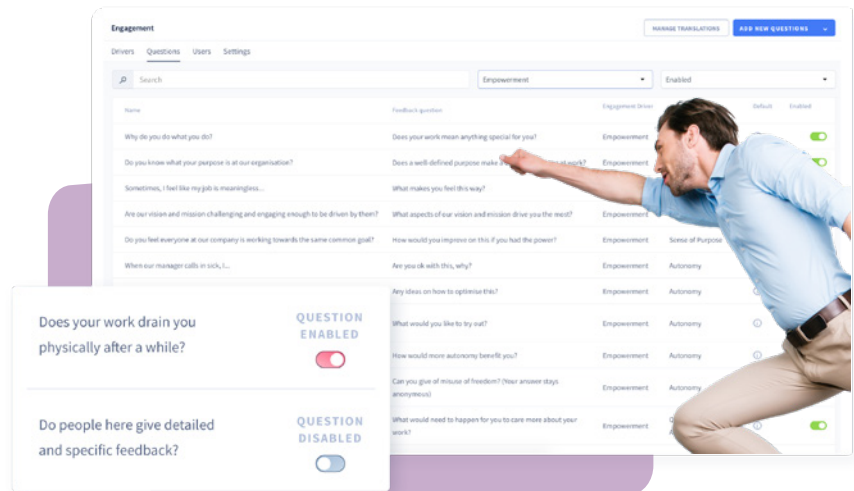 Engagement
MANAGE TRANSLATIONS
ADD NEW QUESTIONS
Drivers Questions Users Settings
Search
Empowerment
Enabled
Name Feedback question Engagement Driver Default Enabled
Why do you do what you do? Does your work mean anything special for you? Empowerment
Do you know what your purpose is at our organisation? Does a well-defined purpose make a at work? Empowerment
Sometimes, I feel like my job is meaningless... What makes you feel this way?
Are our vision and mission challenging and engaging enough to be driven by them? What aspects of our vision and mission drive you the most? Empowerment
Do you feel everyone at our company is working towards the same common goal? How would you improve on this if you had the power? Empowerment Sense of Purpose
When our manager calls in sick, I... Are you ok with this, why? Empowerment Autonomy
Any ideas on how to optimise this? Empowerment Autonomy
What would you like to try out? Empowerment Autonomy
How would more autonomy benefit you? Empowerment Autonomy
Can you give of misuse of freedom? (Your answer stays
anonymous) Empowerment Autonomy
What would need to happen for you to care more about your
work? Empowerment
Does your work drain you
physically after a while?
QUESTION
ENABLED
Do people here give detailed
and specific feedback?
QUESTION
DISABLED